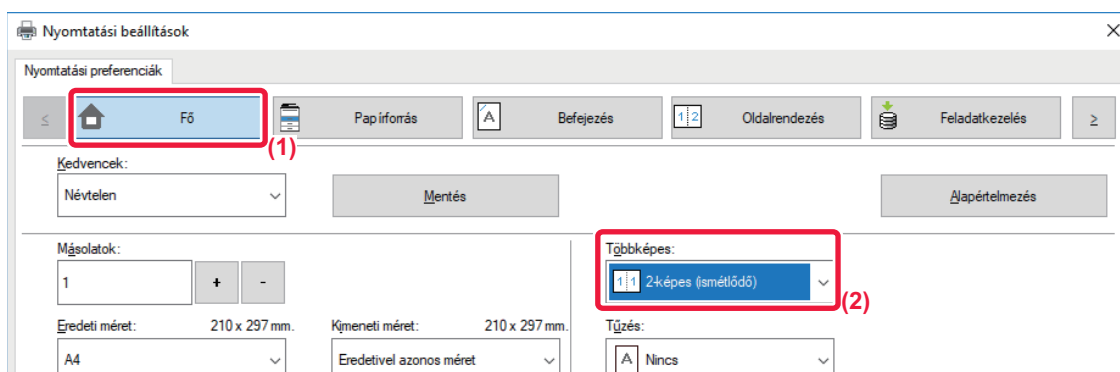 Nyomtatási beállítások
Nyomtatási preferenciák
≤ Fő Papírforrás A Befejezés 1 2 Oldalrendezés Feladatkezelés ≥
(1)
Kedvencek:
Névtelen Mentés Alapértelmezés
Másolatok: Többképes:
1 + - 1 1 2-képes (ismétlődő)
(2)
Eredeti méret: 210 x 297 mm. Kimeneti méret: 210 x 297 mm. Tűzés:
A4 Eredetivel azonos méret A Nincs